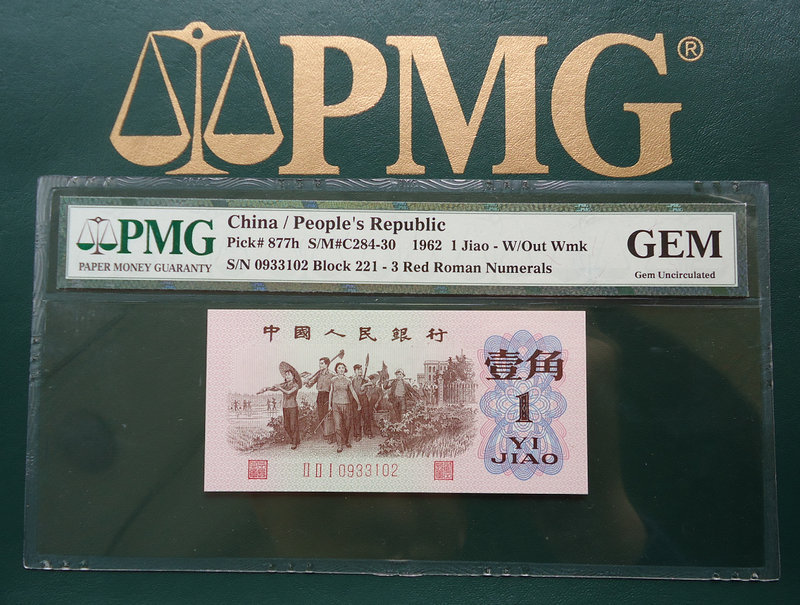 PMG®
PMG
PAPER MONEY GUARANTY
China / People's Republic
Pick# 877h S/M#C284-30 1962 1 Jiao - W/Out Wmk
S/N 0933102 Block 221 - 3 Red Roman Numerals
GEM
Gem Uncirculated
中國人民銀行
壹角
1
YI
JIAO
II II I 0933102